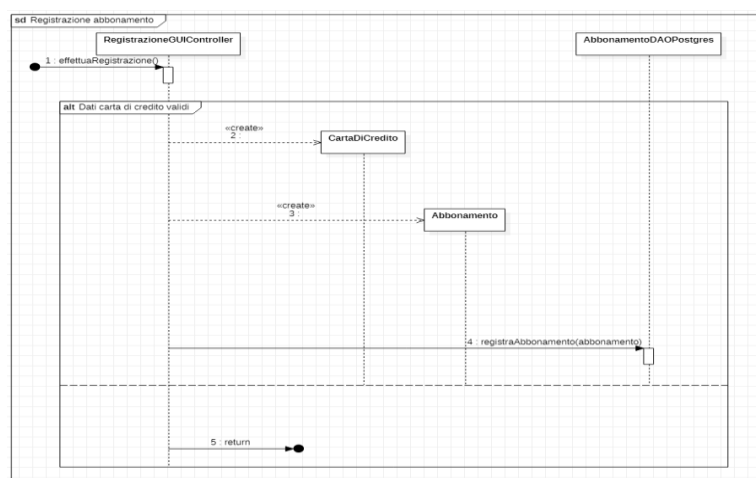 sd Registrazione abbonamento
RegistrazioneGUIController
AbbonamentoDAOPostgres
1 : effettuaRegistrazione()
alt Dati carta di credito validi
«create»
2 :
CartaDiCredito
«create»
3 :
Abbonamento
4 : registraAbbonamento(abbonamento)
5 : return